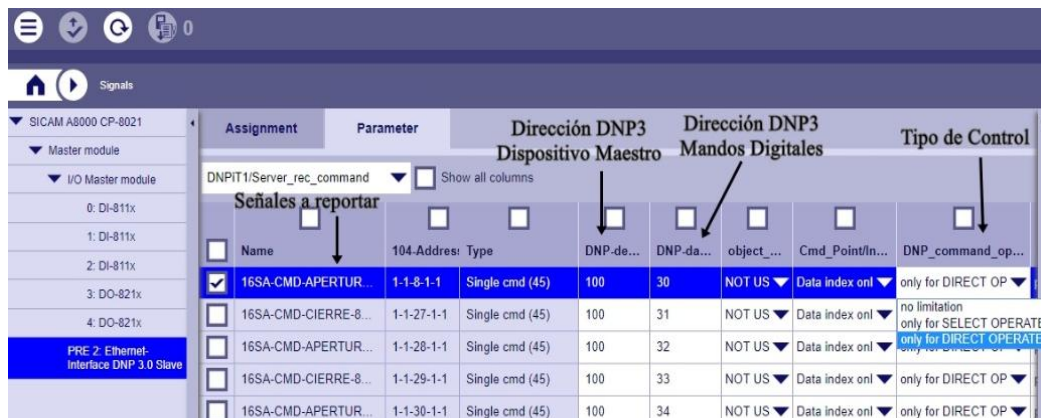 0
Signals
SICAM A8000 CP-8021
Master module
I/O Master module
0: DI-811x
1: DI-811x
2: DI-811x
3: DO-821x
4: DO-821x
PRE 2: Ethernet-
Interface DNP 3.0 Slave
Assignment
Parameter
Dirección DNP3
Dispositivo Maestro
Dirección DNP3
Mandos Digitales
Tipo de Control
DNPiT1/Server_rec_command
Show all columns
Señales a reportar
Name 104-Address Type DNP-de... DNP-da... object_... Cmd_Point/In... DNP_command_op...
16SA-CMD-APERTUR... 1-1-8-1-1 Single cmd (45) 100 30 NOT US Data index onl only for DIRECT OP
no limitation
only for SELECT OPERATE
only for DIRECT OPERATE
16SA-CMD-CIERRE-8... 1-1-27-1-1 Single cmd (45) 100 31 NOT US Data index onl
16SA-CMD-APERTUR... 1-1-28-1-1 Single cmd (45) 100 32 NOT US Data index onl
16SA-CMD-CIERRE-8... 1-1-29-1-1 Single cmd (45) 100 33 NOT US Data index onl only for DIRECT OP
16SA-CMD-APERTUR... 1-1-30-1-1 Single cmd (45) 100 34 NOT US Data index onl only for DIRECT OP